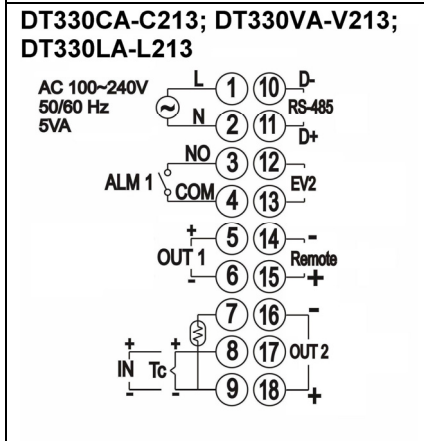 DT330CA-C213; DT330VA-V213;
DT330LA-L213
AC 100~240V
50/60 Hz
5VA
L 1 10 D-
RS-485
N 2 11 D+
NO 3 12
ALM 1 EV2
COM 4 13
+ 5 14 -
OUT 1 Remote
- 6 15 +
7 16 -
+ + 8 17 OUT 2
IN Tc
- - 9 18 +